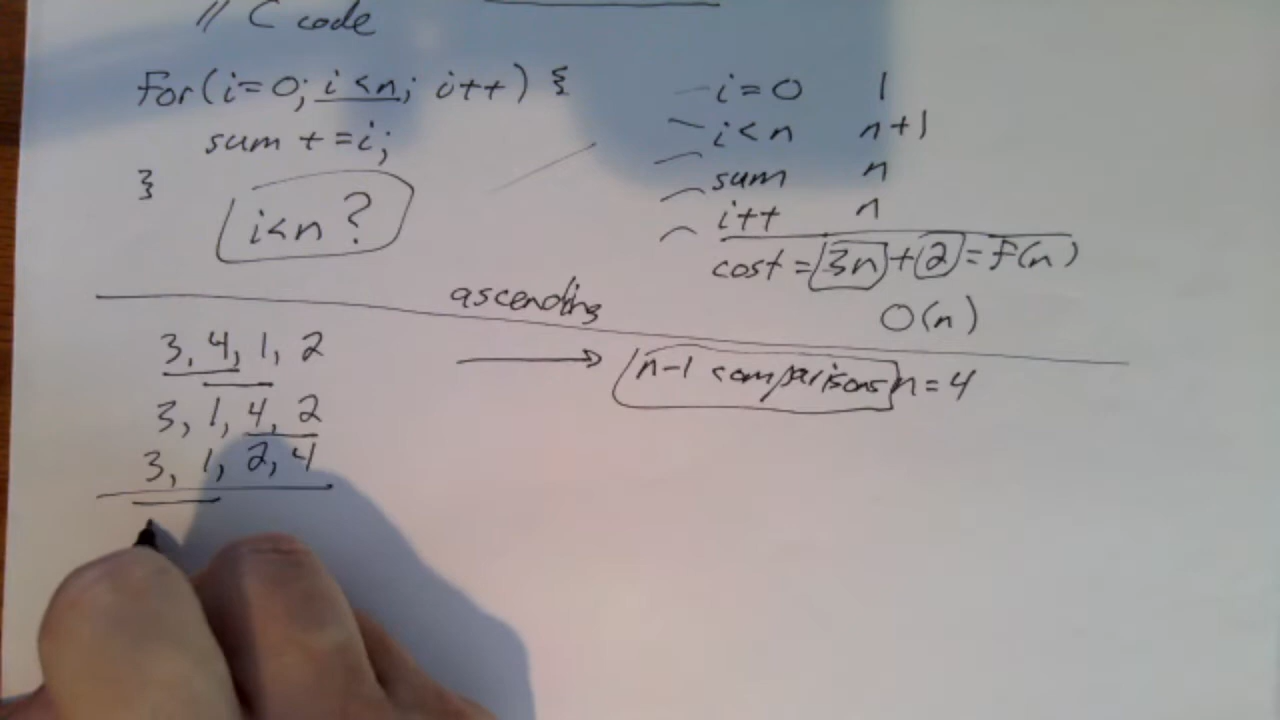 // C code
for(i=0; i<n; i++) {
sum += i;
}
i<n ?
i=0 1
i<n n+1
sum n
i++ n
cost = 3n + 2 = f(n)
O(n)
ascending
3, 4, 1, 2
n-1 comparisons n=4
3, 1, 4, 2
3, 1, 2, 4